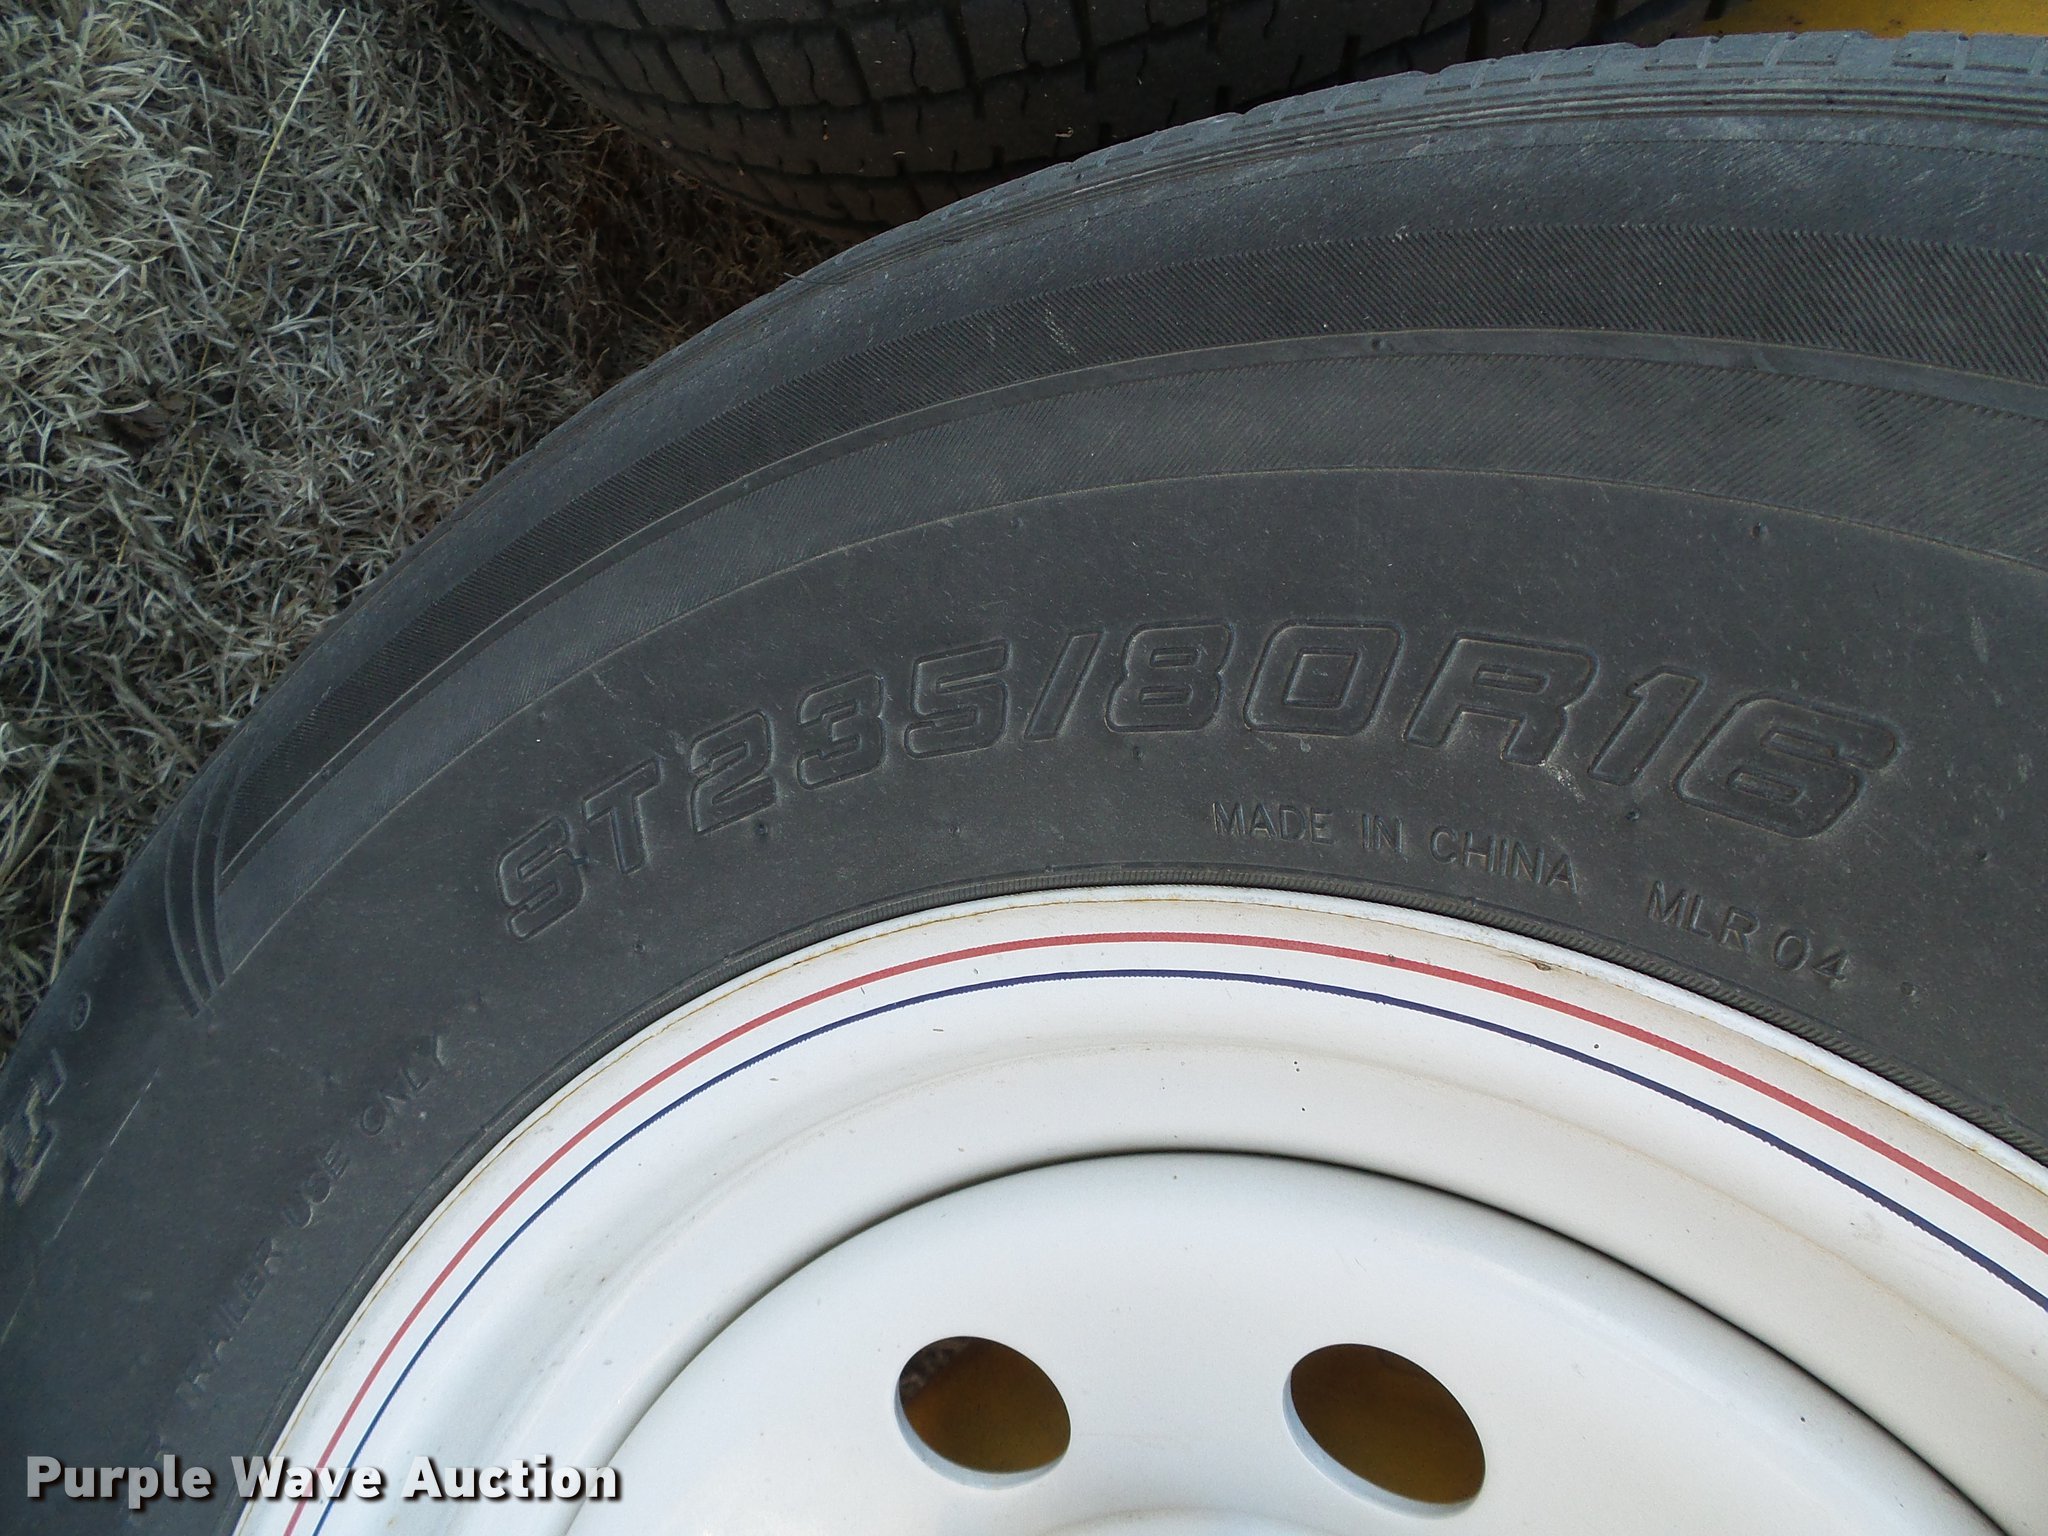 ST235/80R16
MADE IN CHINA MLR 04
TRAILER USE ONLY
®
Purple Wave Auction